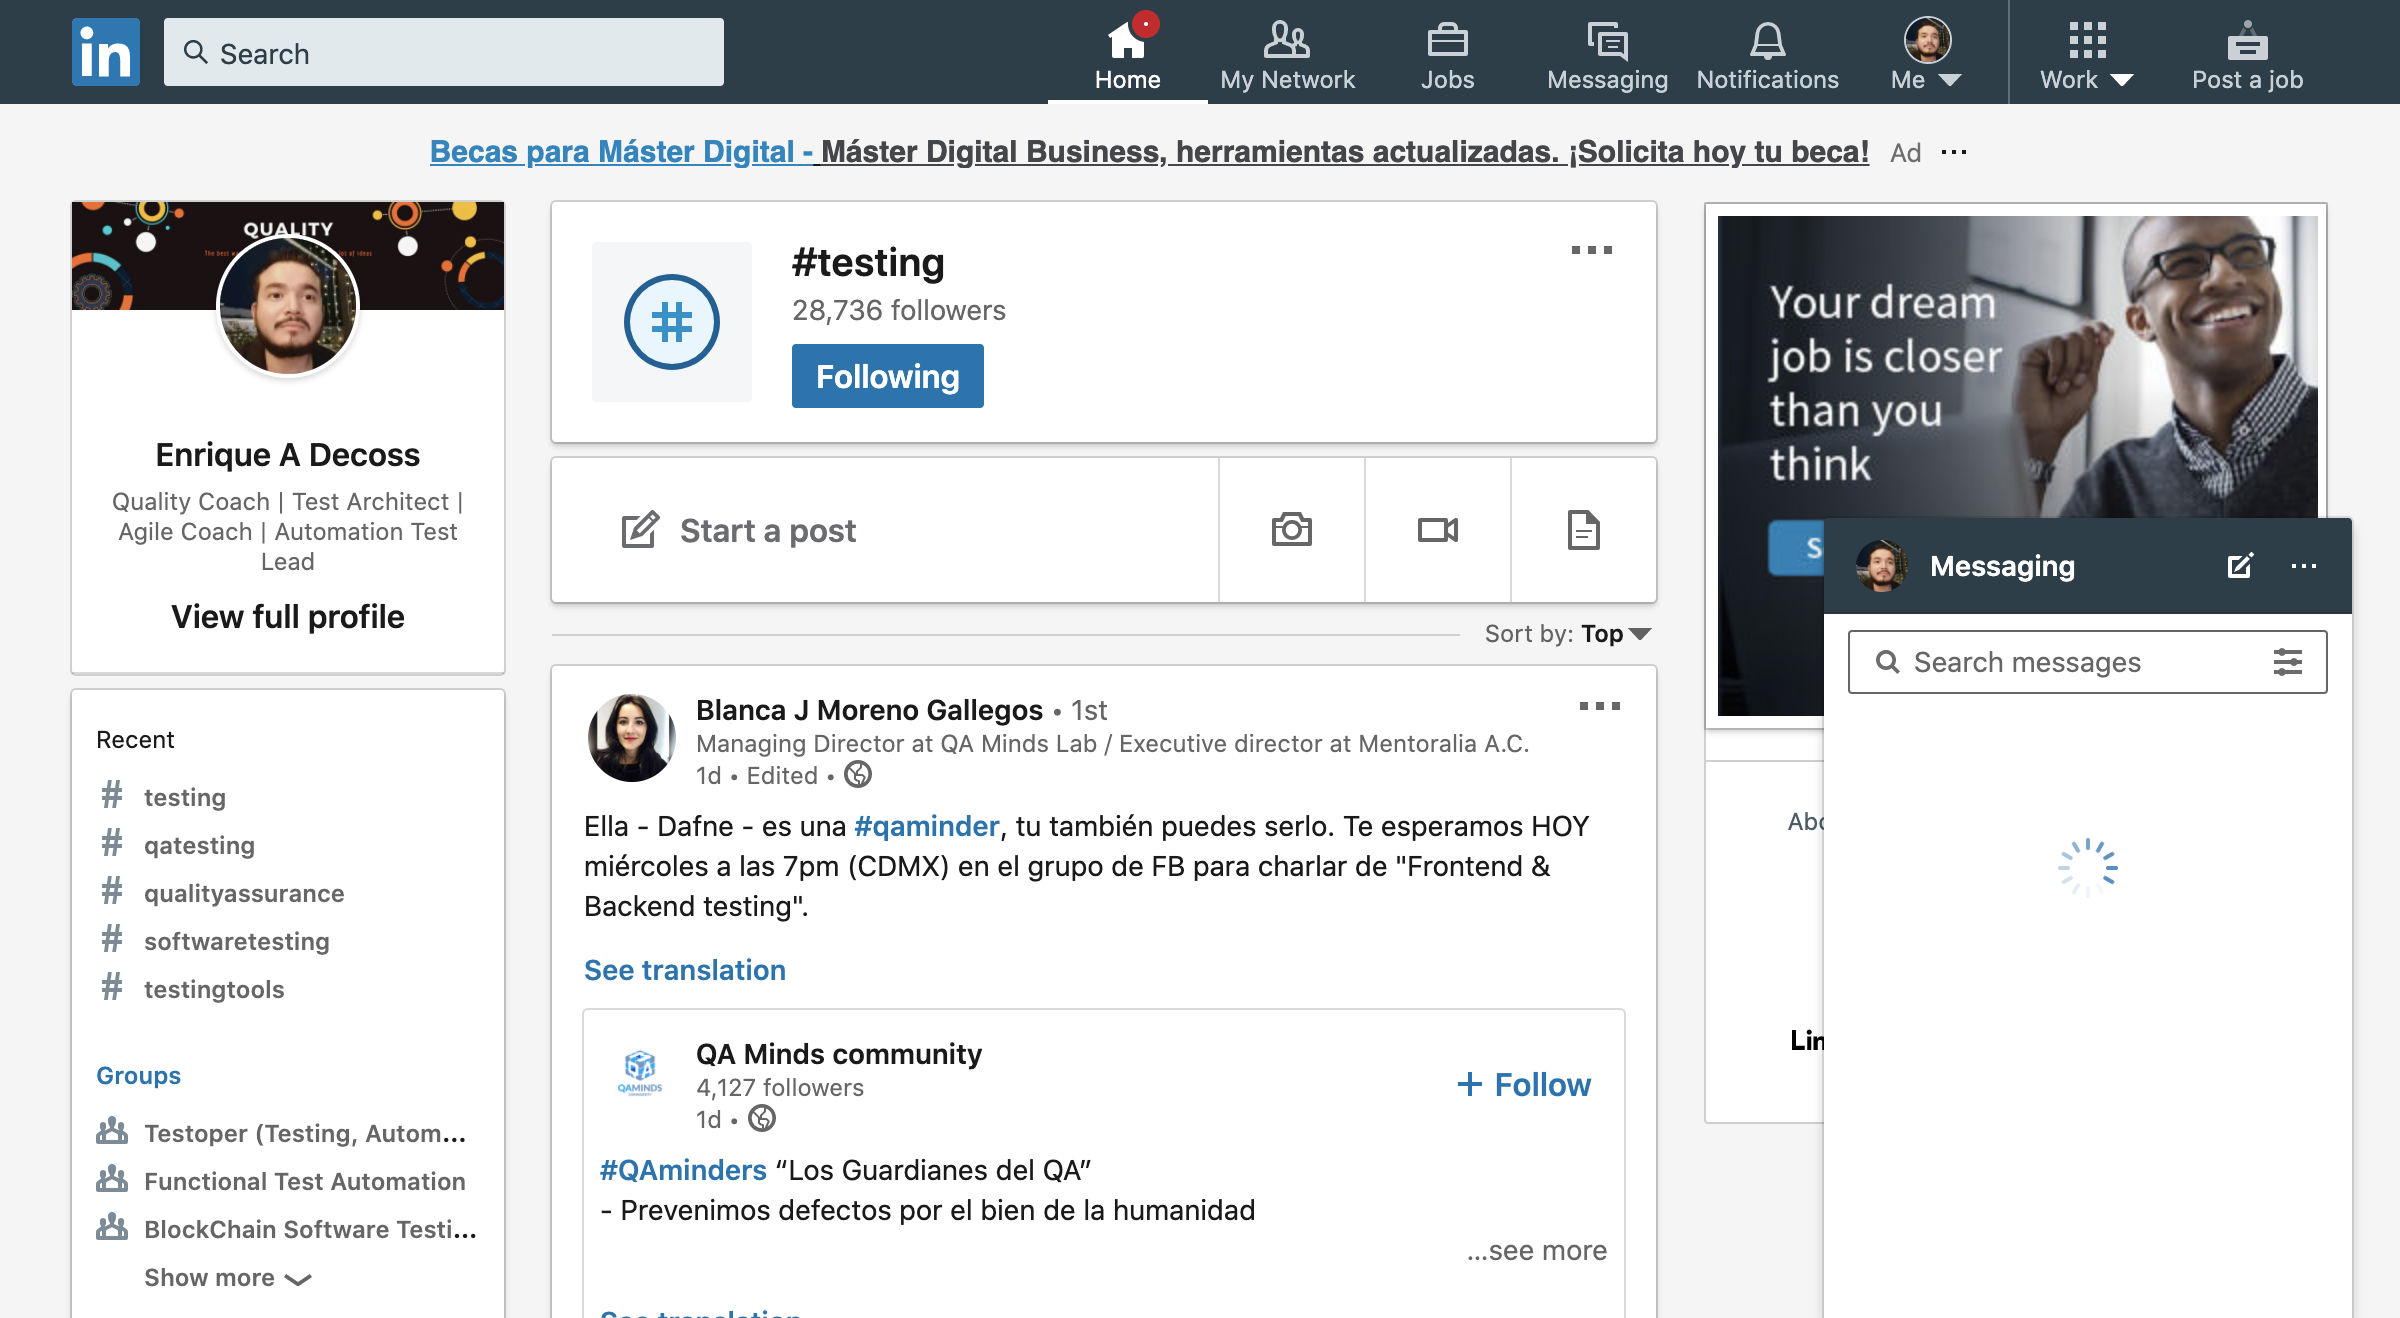 in
Search
Home
My Network
Jobs
Messaging
Notifications
Me
Work
Post a job
Becas para Máster Digital - Máster Digital Business, herramientas actualizadas. ¡Solicita hoy tu beca!
Ad
QUALITY
Enrique A Decoss
Quality Coach | Test Architect |
Agile Coach | Automation Test
Lead
View full profile
Recent
# testing
# qatesting
# qualityassurance
# softwaretesting
# testingtools
Groups
Testoper (Testing, Autom...
Functional Test Automation
BlockChain Software Testi...
Show more
#
#testing
28,736 followers
Following
Start a post
Sort by: Top
Blanca J Moreno Gallegos • 1st
Managing Director at QA Minds Lab / Executive director at Mentoralia A.C.
1d • Edited •
Ella - Dafne - es una #qaminder, tu también puedes serlo. Te esperamos HOY
miércoles a las 7pm (CDMX) en el grupo de FB para charlar de "Frontend &
Backend testing".
See translation
QA
QAMINDS
QA Minds community
4,127 followers
1d •
+ Follow
#QAminders “Los Guardianes del QA”
- Prevenimos defectos por el bien de la humanidad
...see more
See translation
Your dream
job is closer
than you
think
Messaging
Search messages